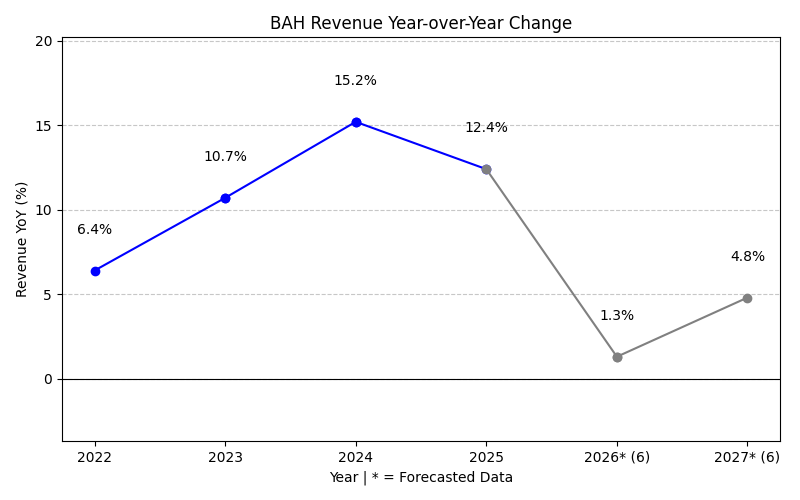 BAH Revenue Year-over-Year Change
20
15.2%
15
12.4%
10.7%
10
6.4%
4.8%
5
1.3%
0
Revenue YoY (%)
2022 2023 2024 2025 2026* (6) 2027* (6)
Year | * = Forecasted Data